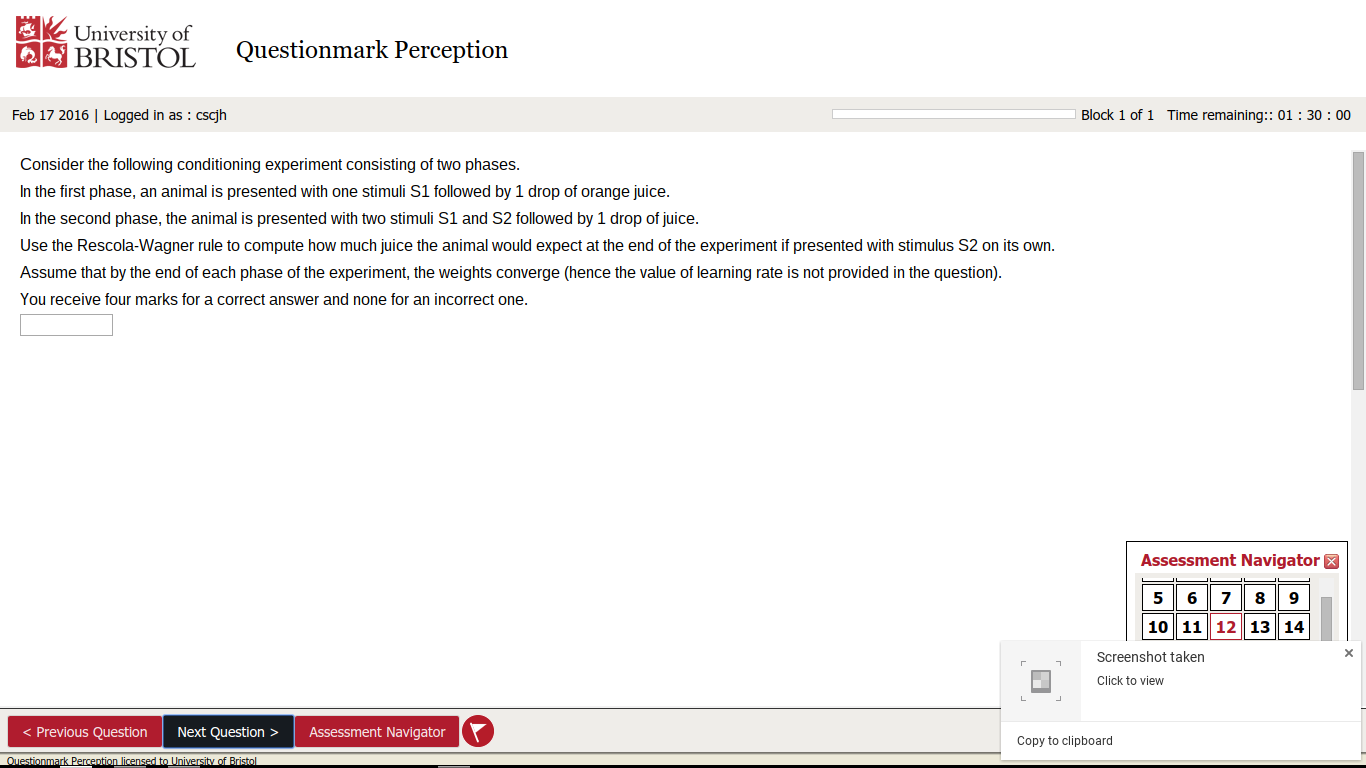 University of
BRISTOL
Questionmark Perception
Feb 17 2016 | Logged in as : cscjh
Block 1 of 1 Time remaining:: 01 : 30 : 00
Consider the following conditioning experiment consisting of two phases.
In the first phase, an animal is presented with one stimuli S1 followed by 1 drop of orange juice.
In the second phase, the animal is presented with two stimuli S1 and S2 followed by 1 drop of juice.
Use the Rescola-Wagner rule to compute how much juice the animal would expect at the end of the experiment if presented with stimulus S2 on its own.
Assume that by the end of each phase of the experiment, the weights converge (hence the value of learning rate is not provided in the question).
You receive four marks for a correct answer and none for an incorrect one.
Assessment Navigator
5 6 7 8 9
10 11 12 13 14
Screenshot taken
Click to view
Copy to clipboard
< Previous Question Next Question > Assessment Navigator
Questionmark Perception licensed to University of Bristol